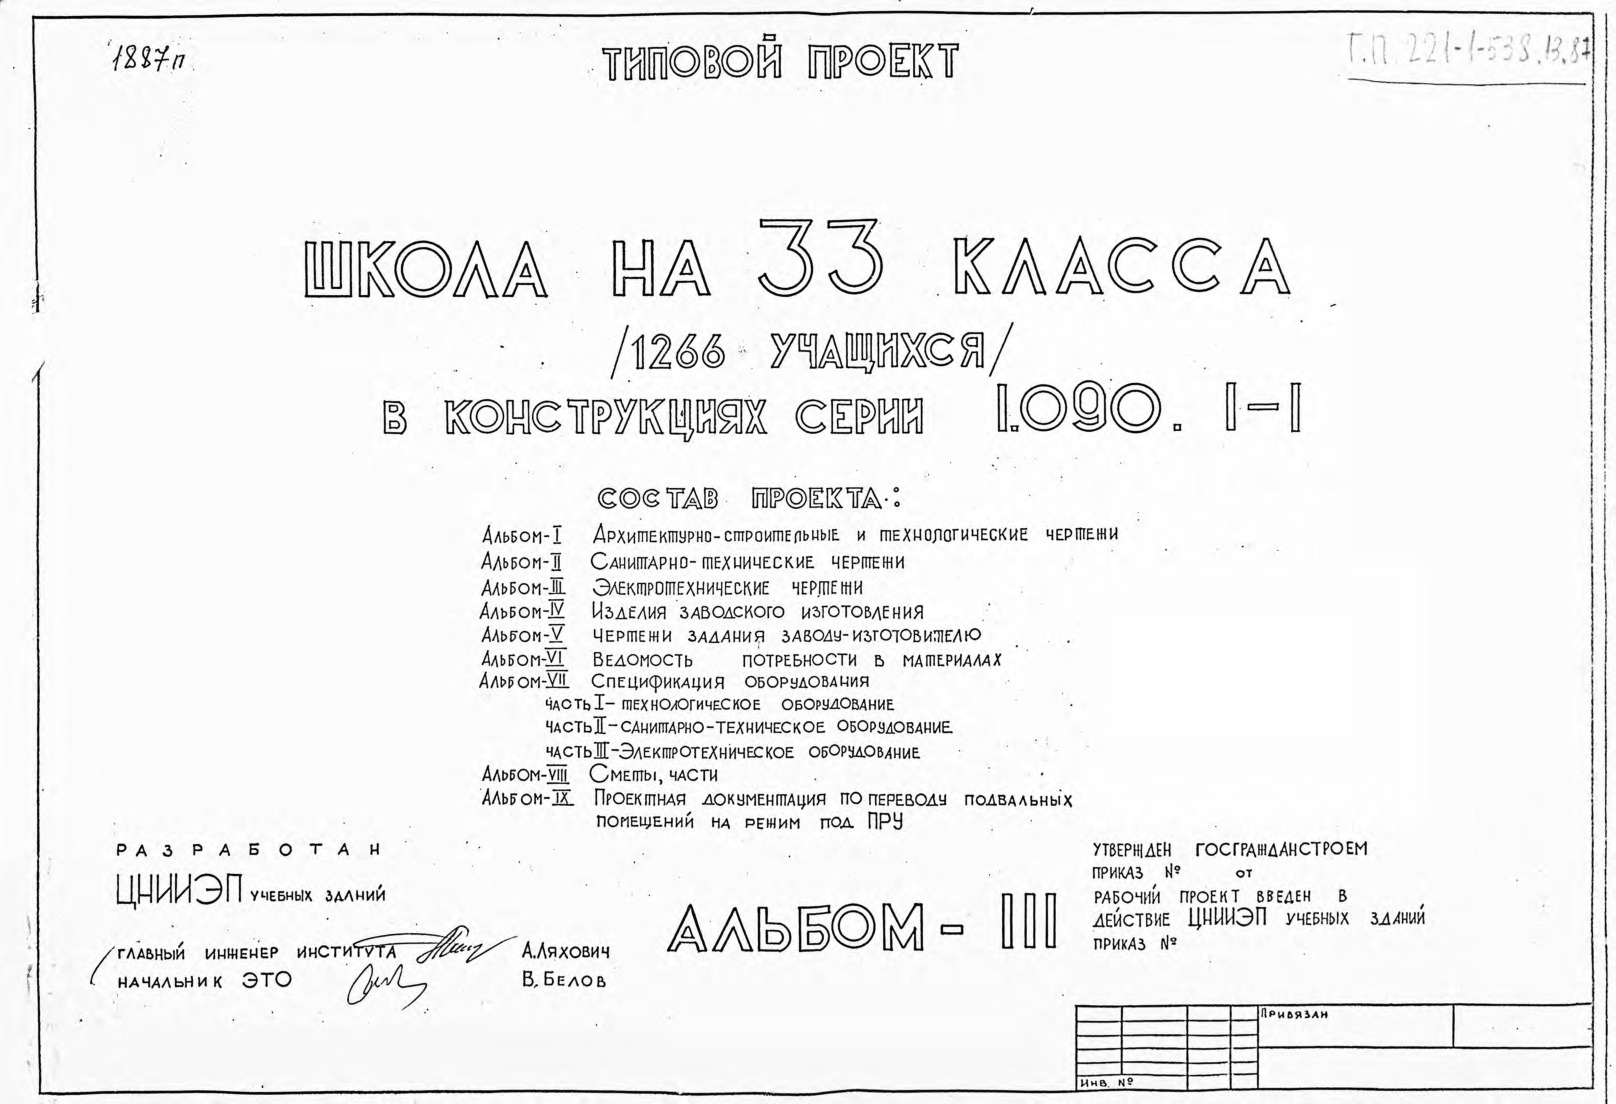 1887п
ТИПОВОЙ ПРОЕКТ
Т.П. 221-1-538.13.87
ШКОЛА НА 33 КЛАССА
/1266 УЧАЩИХСЯ/
В КОНСТРУКЦИЯХ СЕРИИ 1.090.1-1
СОСТАВ ПРОЕКТА:
АЛЬБОМ-I АРХИТЕКТУРНО-СТРОИТЕЛЬНЫЕ И ТЕХНОЛОГИЧЕСКИЕ ЧЕРТЕЖИ
АЛЬБОМ-II САНИТАРНО-ТЕХНИЧЕСКИЕ ЧЕРТЕЖИ
АЛЬБОМ-III ЭЛЕКТРОТЕХНИЧЕСКИЕ ЧЕРТЕЖИ
АЛЬБОМ-IV ИЗДЕЛИЯ ЗАВОДСКОГО ИЗГОТОВЛЕНИЯ
АЛЬБОМ-V ЧЕРТЕЖИ ЗАДАНИЯ ЗАВОДУ-ИЗГОТОВИТЕЛЮ
АЛЬБОМ-VI ВЕДОМОСТЬ ПОТРЕБНОСТИ В МАТЕРИАЛАХ
АЛЬБОМ-VII СПЕЦИФИКАЦИЯ ОБОРУДОВАНИЯ
ЧАСТЬ I-ТЕХНОЛОГИЧЕСКОЕ ОБОРУДОВАНИЕ
ЧАСТЬ II-САНИТАРНО-ТЕХНИЧЕСКОЕ ОБОРУДОВАНИЕ
ЧАСТЬ III-ЭЛЕКТРОТЕХНИЧЕСКОЕ ОБОРУДОВАНИЕ
АЛЬБОМ-VIII СМЕТЫ, ЧАСТИ
АЛЬБОМ-IX ПРОЕКТНАЯ ДОКУМЕНТАЦИЯ ПО ПЕРЕВОДУ ПОДВАЛЬНЫХ
ПОМЕЩЕНИЙ НА РЕЖИМ ПОД ПРУ
РАЗРАБОТАН
ЦНИИЭП УЧЕБНЫХ ЗДАНИЙ
ГЛАВНЫЙ ИНЖЕНЕР ИНСТИТУТА А.ЛЯХОВИЧ
НАЧАЛЬНИК ЭТО В.БЕЛОВ
АЛЬБОМ-III
УТВЕРЖДЕН ГОСГРАЖДАНСТРОЕМ
ПРИКАЗ № ОТ
РАБОЧИЙ ПРОЕКТ ВВЕДЕН В
ДЕЙСТВИЕ ЦНИИЭП УЧЕБНЫХ ЗДАНИЙ
ПРИКАЗ №
ПРИВЯЗАН
ИНВ. №